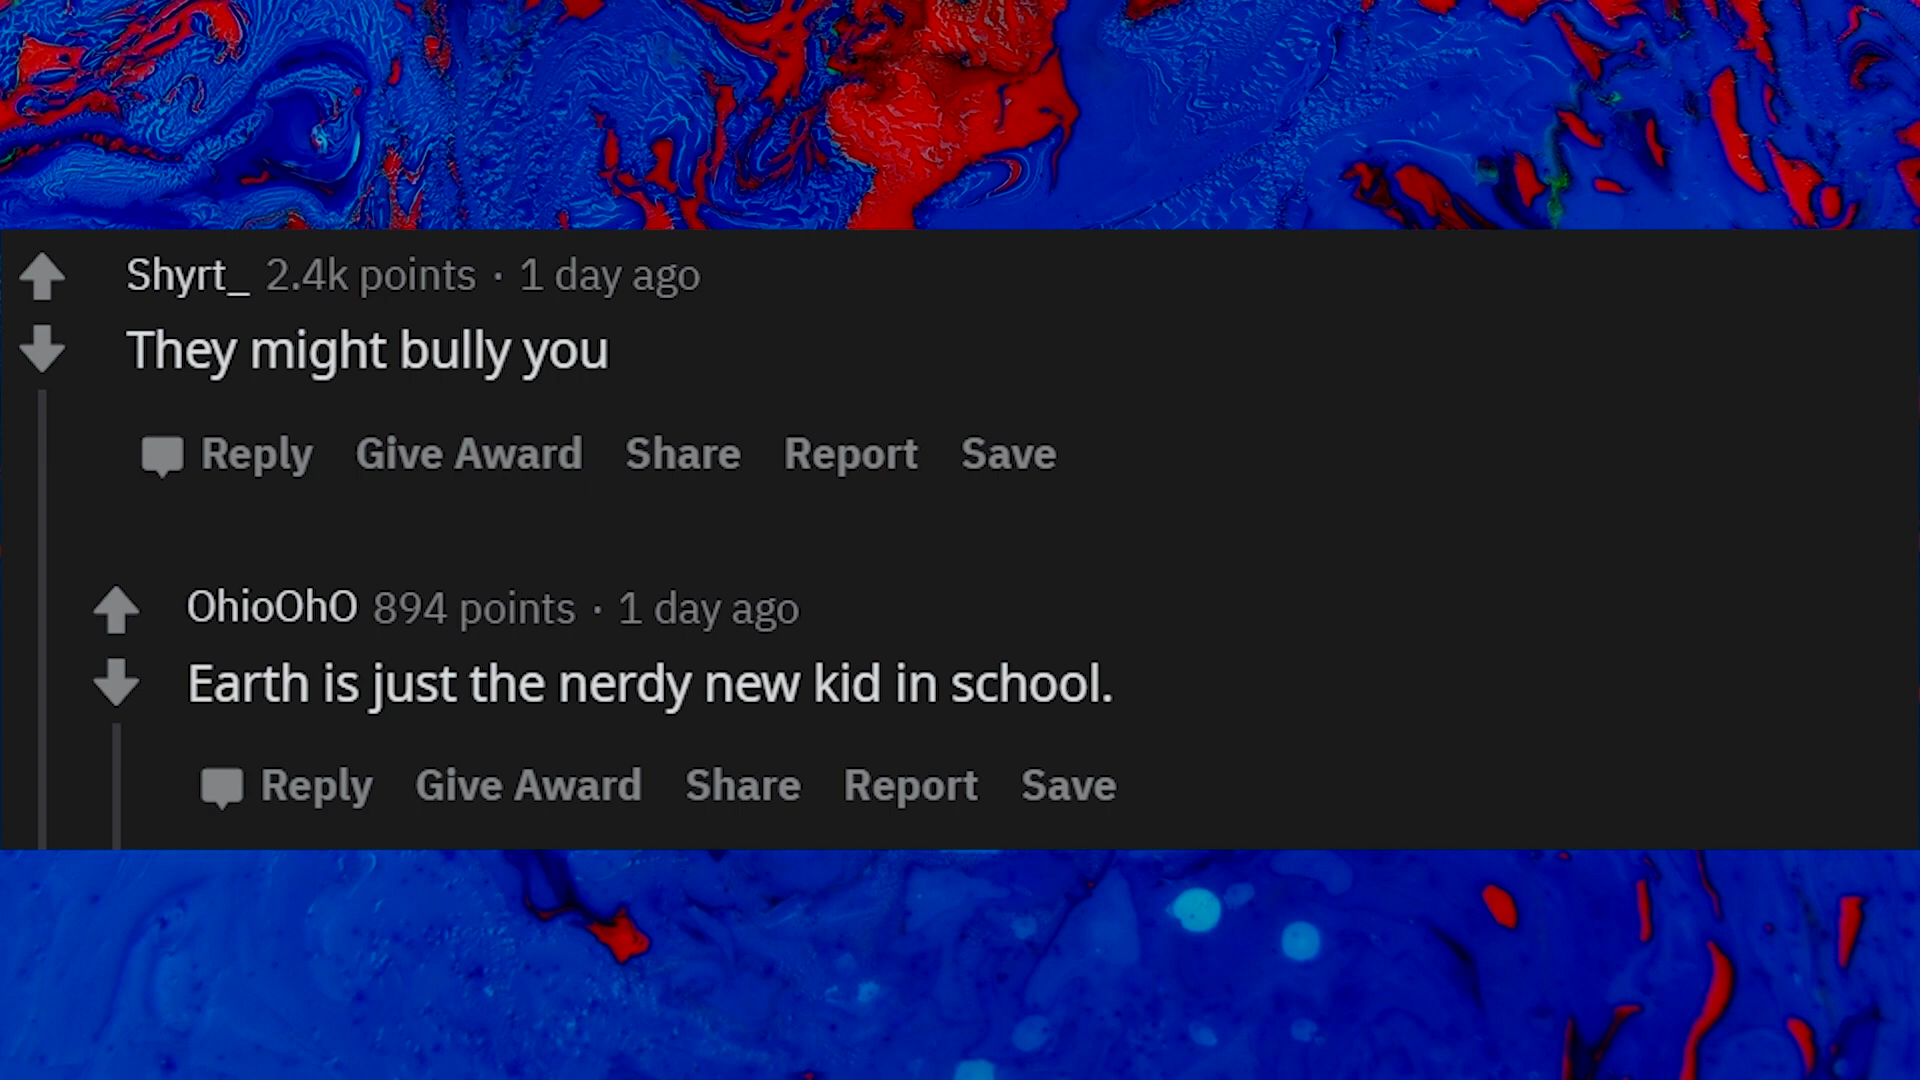 Shyrt_ 2.4k points · 1 day ago
They might bully you
Reply Give Award Share Report Save
OhioOhO 894 points · 1 day ago
Earth is just the nerdy new kid in school.
Reply Give Award Share Report Save